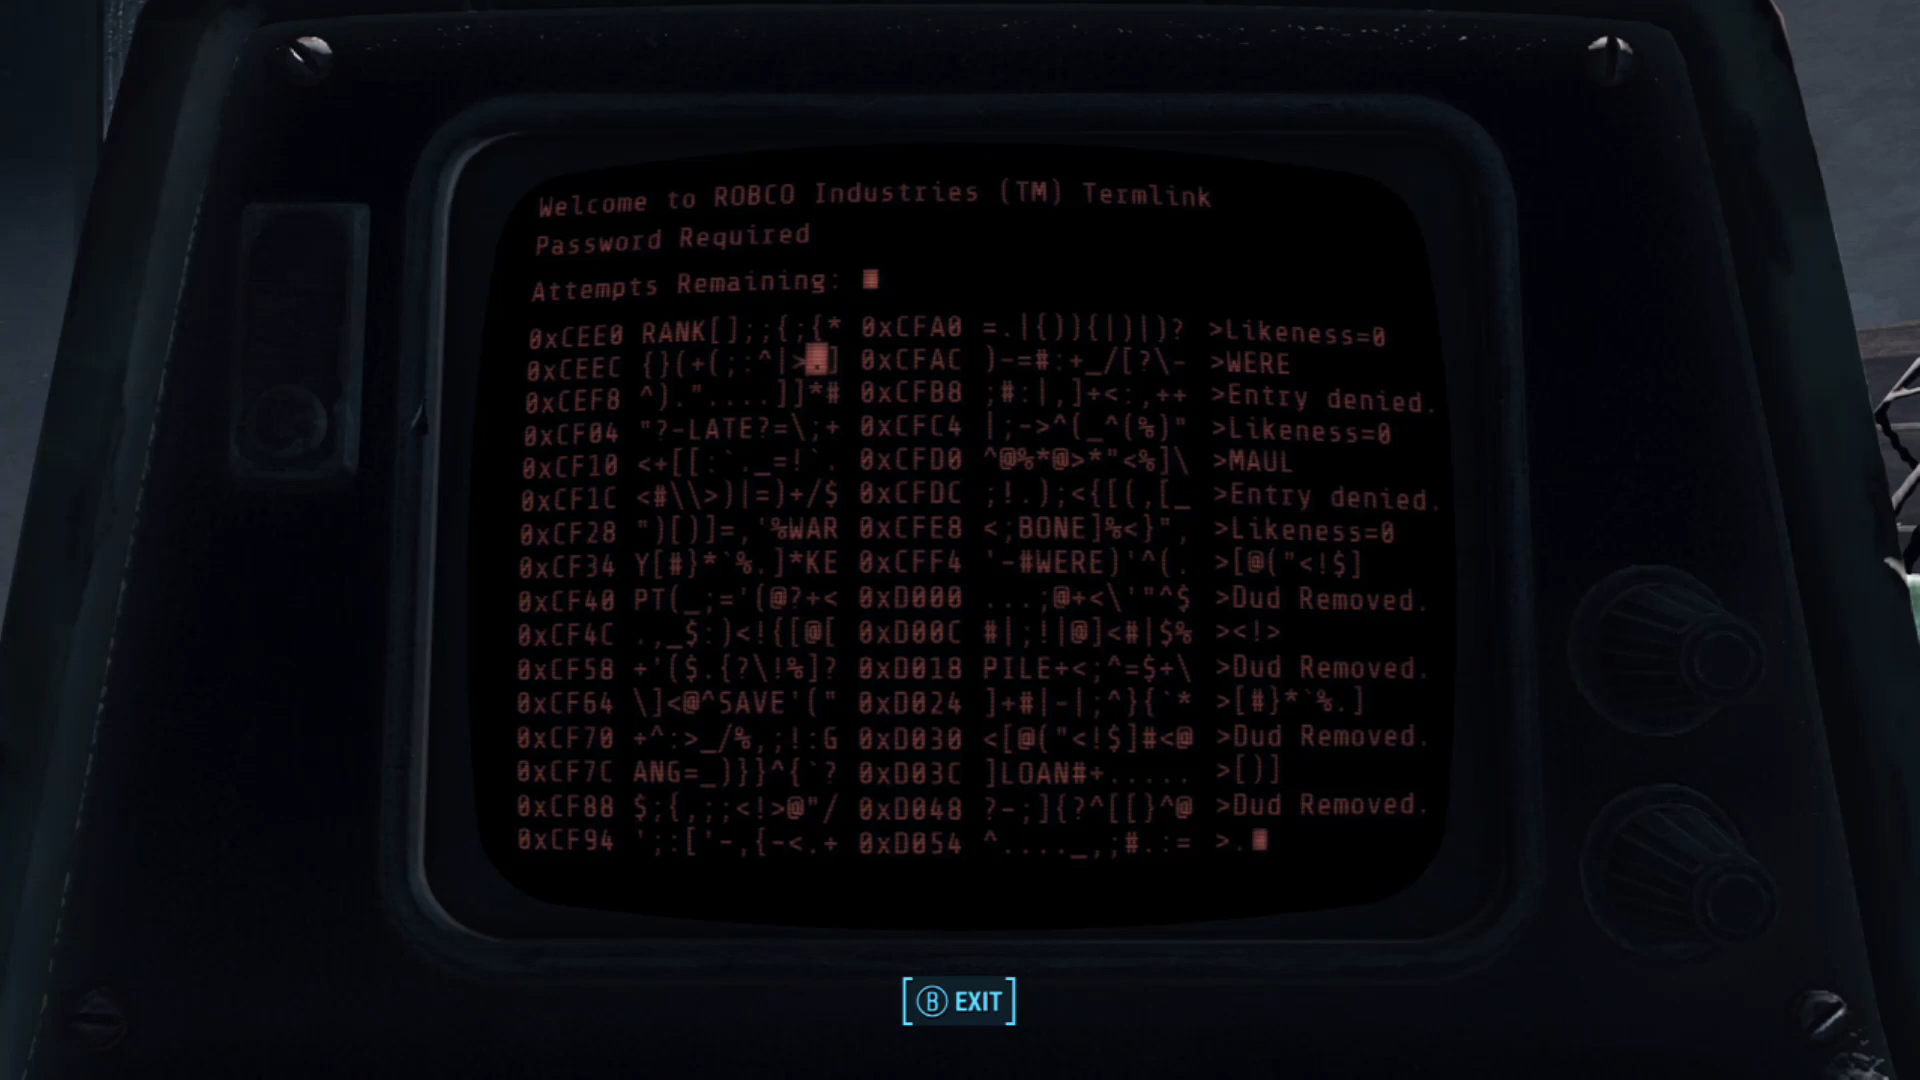 Welcome to ROBCO Industries (TM) Termlink
Password Required
Attempts Remaining: ■
0xCEE0 RANK[];;{;{* 0xCFA0 =.|{)){|)|)? >Likeness=0
0xCEEC {}(+(;:^|>.] 0xCFAC )-=#:+_/[?\- >WERE
0xCEF8 ^)."....]]*# 0xCFB8 ;#:|,]+<:,++ >Entry denied.
0xCF04 "?-LATE?=\;+ 0xCFC4 |;->^(_^(%)" >Likeness=0
0xCF10 <+[[:`._=!`. 0xCFD0 ^@%*@>*"<%]\ >MAUL
0xCF1C <#\\>)|=)+/$ 0xCFDC ;!.);<{[(,[_ >Entry denied.
0xCF28 ")[)]=,'%WAR 0xCFE8 <;BONE]%<}", >Likeness=0
0xCF34 Y[#}*`%.]*KE 0xCFF4 '-#WERE)'^(. >[@("<!$]
0xCF40 PT(_;='(@?+< 0xD000 ...;@+<\'"^$ >Dud Removed.
0xCF4C .,_$:)<!{[@[ 0xD00C #|;!|@]<#|$% ><!>
0xCF58 +'($.{?\!%]? 0xD018 PILE+<;^=$+\ >Dud Removed.
0xCF64 \]<@^SAVE'(" 0xD024 ]+#|-|;^}{`* >[#}*`%.]
0xCF70 +^:>_/%,;!:G 0xD030 <[@("<!$]#<@ >Dud Removed.
0xCF7C ANG=_)}}^{`? 0xD03C ]LOAN#+..... >[)]
0xCF88 $;{,;;<!>@"/ 0xD048 ?-;]{?^[[}^@ >Dud Removed.
0xCF94 ';:['-,{-<.+ 0xD054 ^...._,;#.:= >.■
B EXIT